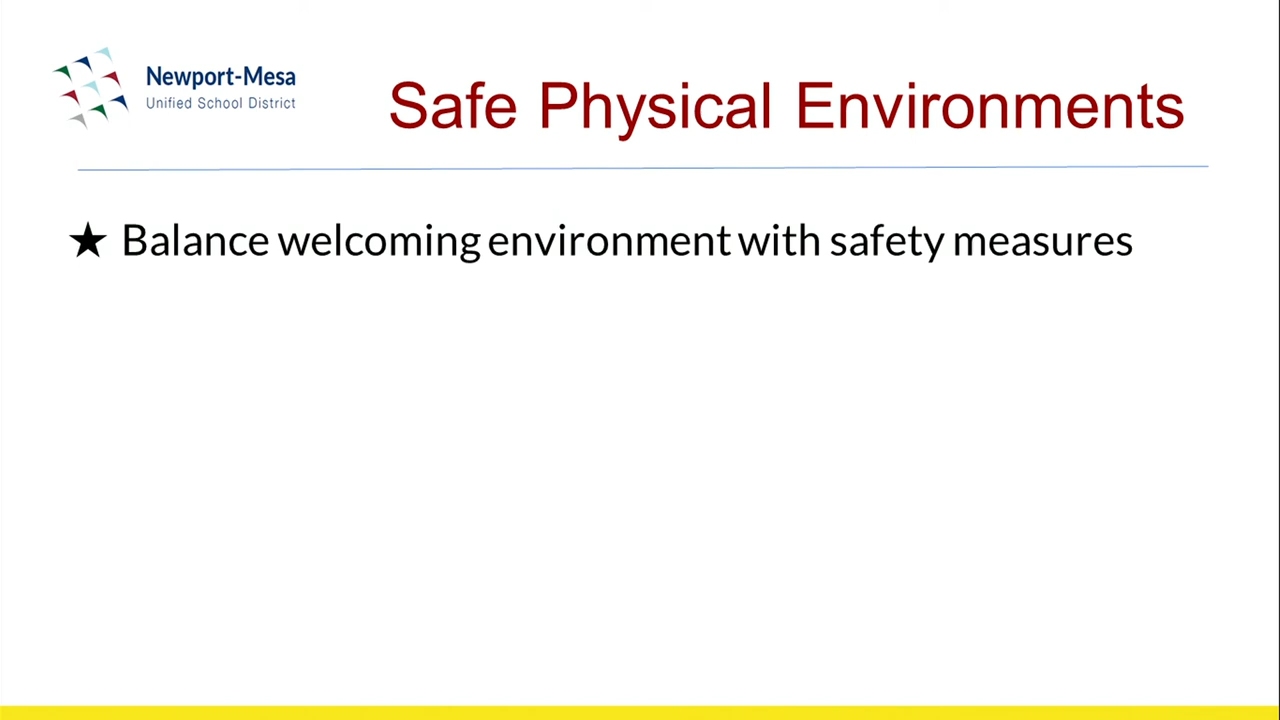 Newport-Mesa
Unified School District
Safe Physical Environments
★ Balance welcoming environment with safety measures